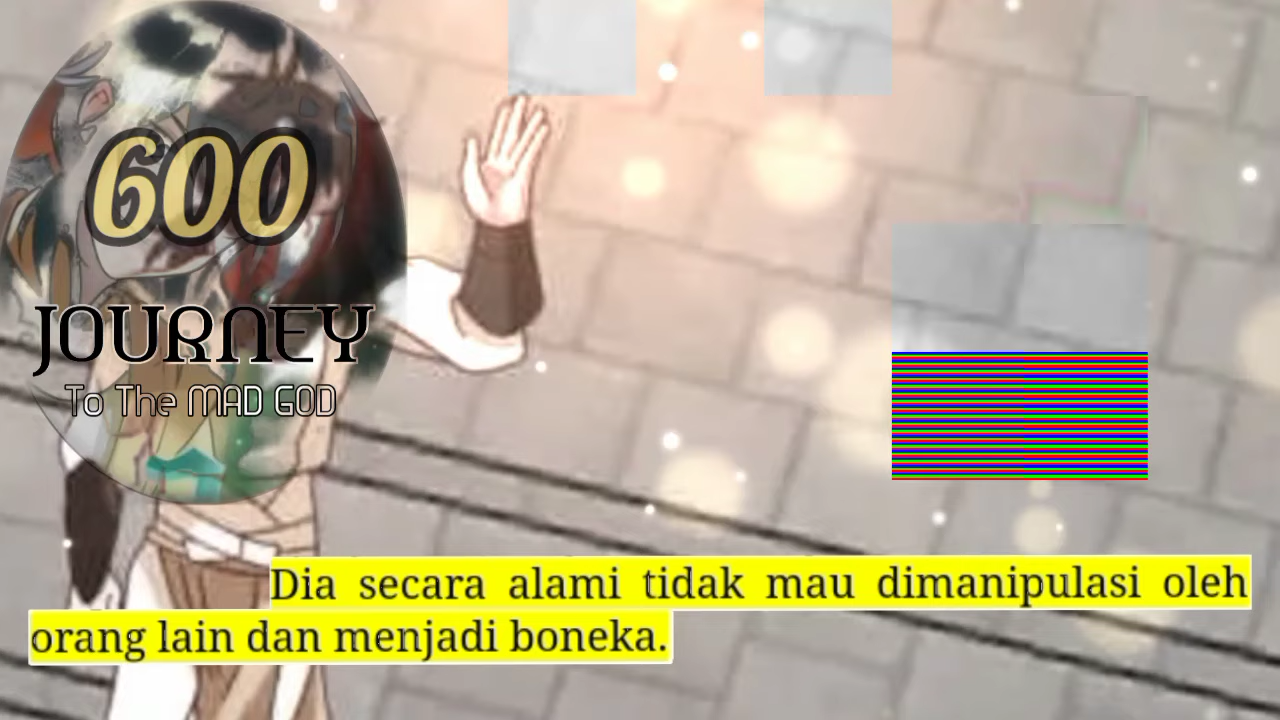 600
JOURNEY
To The MAD GOD
Dia secara alami tidak mau dimanipulasi oleh
orang lain dan menjadi boneka.